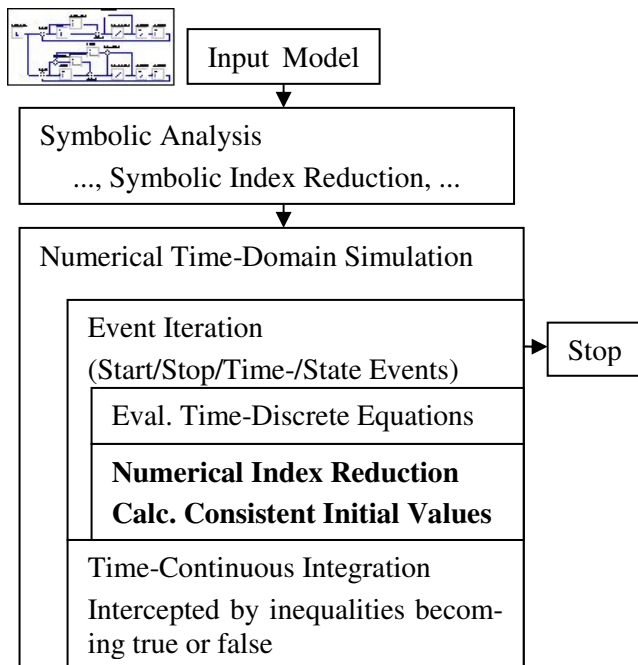 Input Model
Symbolic Analysis
..., Symbolic Index Reduction, ...
Numerical Time-Domain Simulation
Event Iteration
(Start/Stop/Time-/State Events)
Stop
Eval. Time-Discrete Equations
Numerical Index Reduction
Calc. Consistent Initial Values
Time-Continuous Integration
Intercepted by inequalities becom-
ing true or false